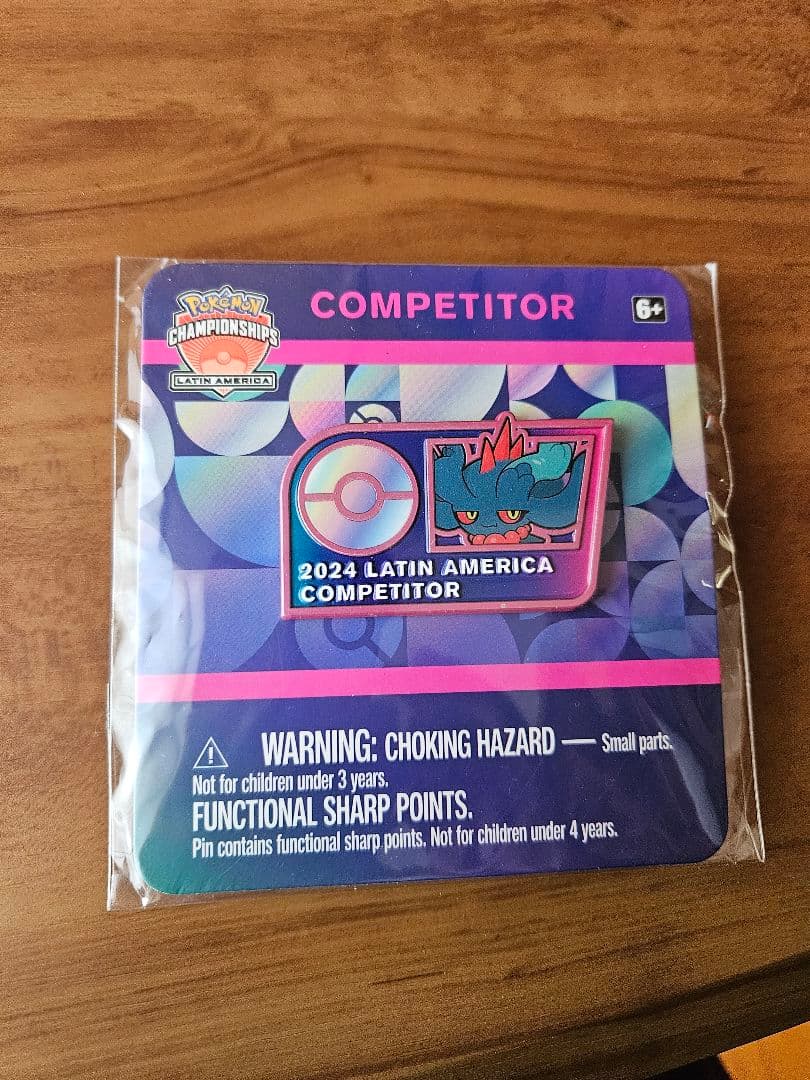 POKéMON
CHAMPIONSHIPS
LATIN AMERICA
COMPETITOR
6+
2024 LATIN AMERICA
COMPETITOR
WARNING: CHOKING HAZARD — Small parts.
Not for children under 3 years.
FUNCTIONAL SHARP POINTS.
Pin contains functional sharp points. Not for children under 4 years.